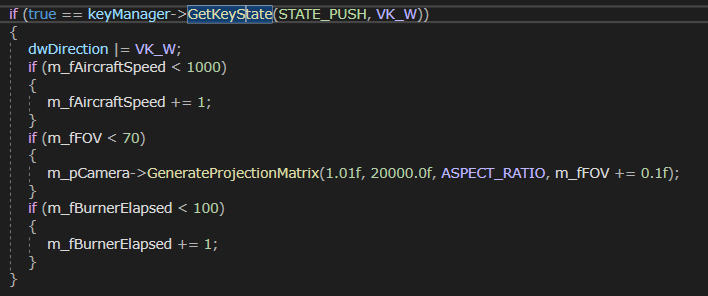 if (true == keyManager->GetKeyState(STATE_PUSH, VK_W))
{
dwDirection |= VK_W;
if (m_fAircraftSpeed < 1000)
{
m_fAircraftSpeed += 1;
}
if (m_fFOV < 70)
{
m_pCamera->GenerateProjectionMatrix(1.01f, 20000.0f, ASPECT_RATIO, m_fFOV += 0.1f);
}
if (m_fBurnerElapsed < 100)
{
m_fBurnerElapsed += 1;
}
}